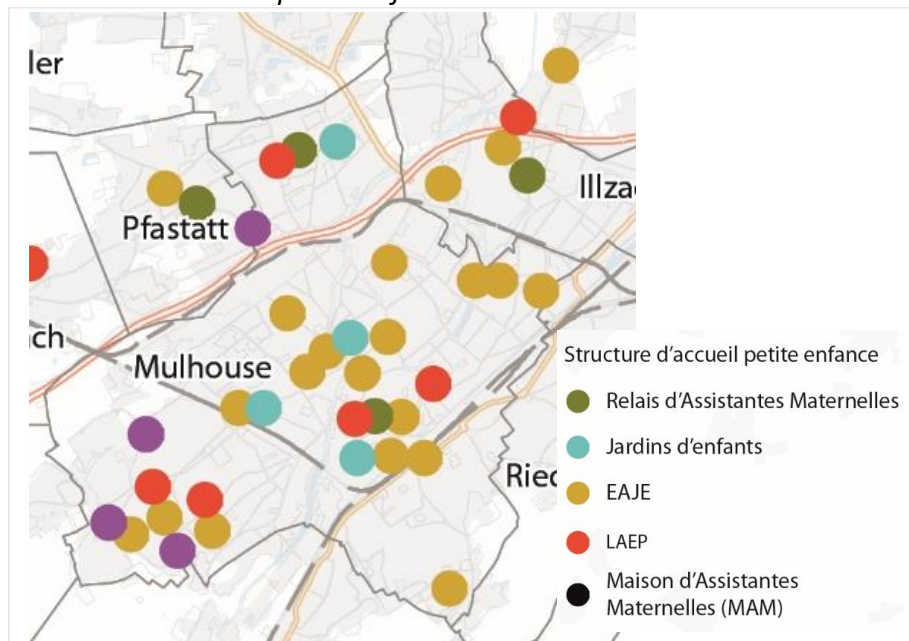 ler
Illza
Pfastatt
ch
Mulhouse
Ried
Structure d'accueil petite enfance
Relais d'Assistantes Maternelles
Jardins d'enfants
EAJE
LAEP
Maison d'Assistantes
Maternelles (MAM)